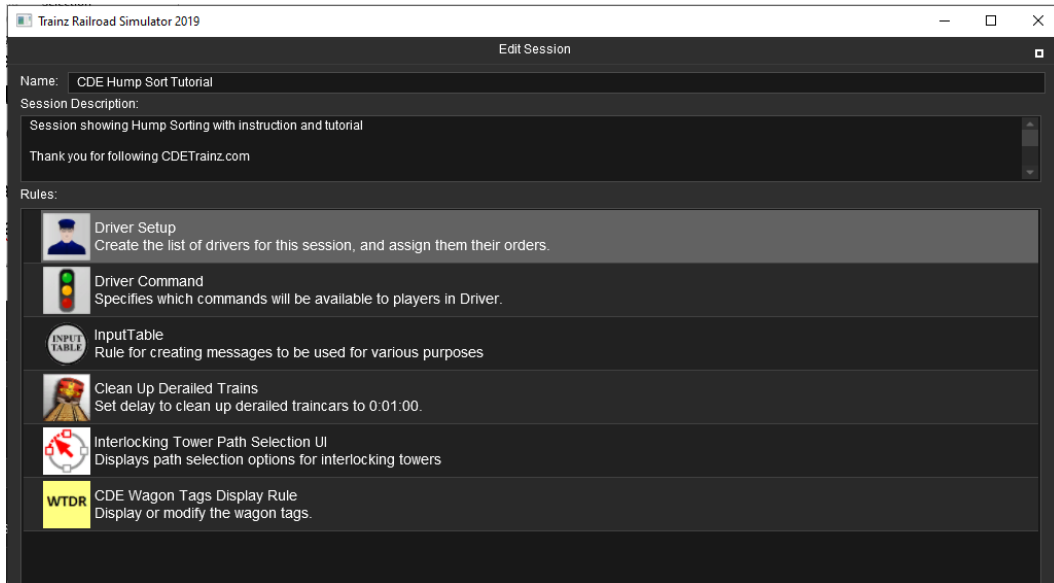 Trainz Railroad Simulator 2019
Edit Session
Name: CDE Hump Sort Tutorial
Session Description:
Session showing Hump Sorting with instruction and tutorial
Thank you for following CDETrainz.com
Rules:
Driver Setup
Create the list of drivers for this session, and assign them their orders.
Driver Command
Specifies which commands will be available to players in Driver.
INPUT
TABLE
InputTable
Rule for creating messages to be used for various purposes
Clean Up Derailed Trains
Set delay to clean up derailed traincars to 0:01:00.
Interlocking Tower Path Selection UI
Displays path selection options for interlocking towers
WTDR
CDE Wagon Tags Display Rule
Display or modify the wagon tags.